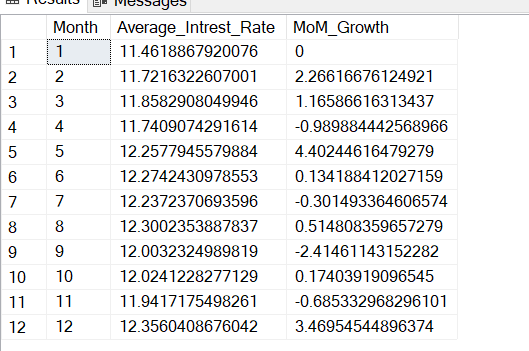 Results Messages
Month Average_Intrest_Rate MoM_Growth
1 1 11.4618867920076 0
2 2 11.7216322607001 2.26616676124921
3 3 11.8582908049946 1.16586616313437
4 4 11.7409074291614 -0.989884442568966
5 5 12.2577945579884 4.40244616479279
6 6 12.2742430978553 0.134188412027159
7 7 12.2372370693596 -0.301493364606574
8 8 12.3002353887837 0.514808359657279
9 9 12.0032324989819 -2.41461143152282
10 10 12.0241228277129 0.17403919096545
11 11 11.9417175498261 -0.685332968296101
12 12 12.3560408676042 3.46954544896374